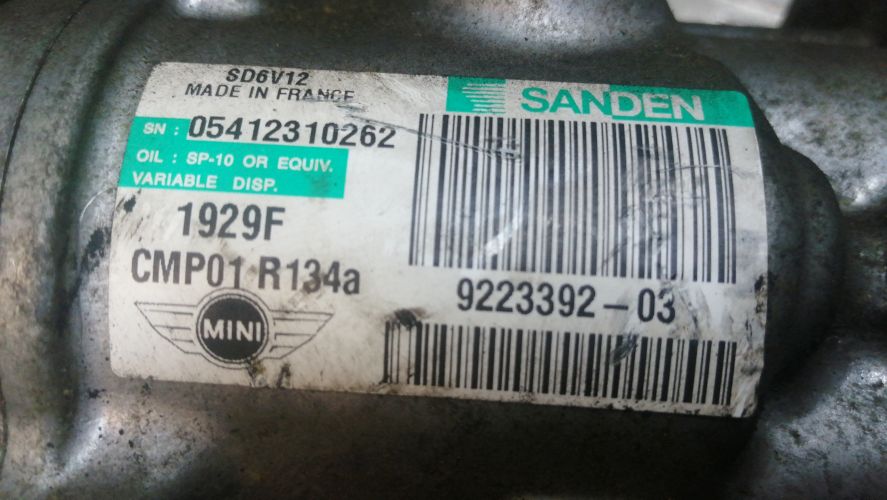 SD6V12
MADE IN FRANCE
SANDEN
SN : 05412310262
OIL : SP-10 OR EQUIV.
VARIABLE DISP.
1929F
CMP01 R134a
9223392-03
MINI